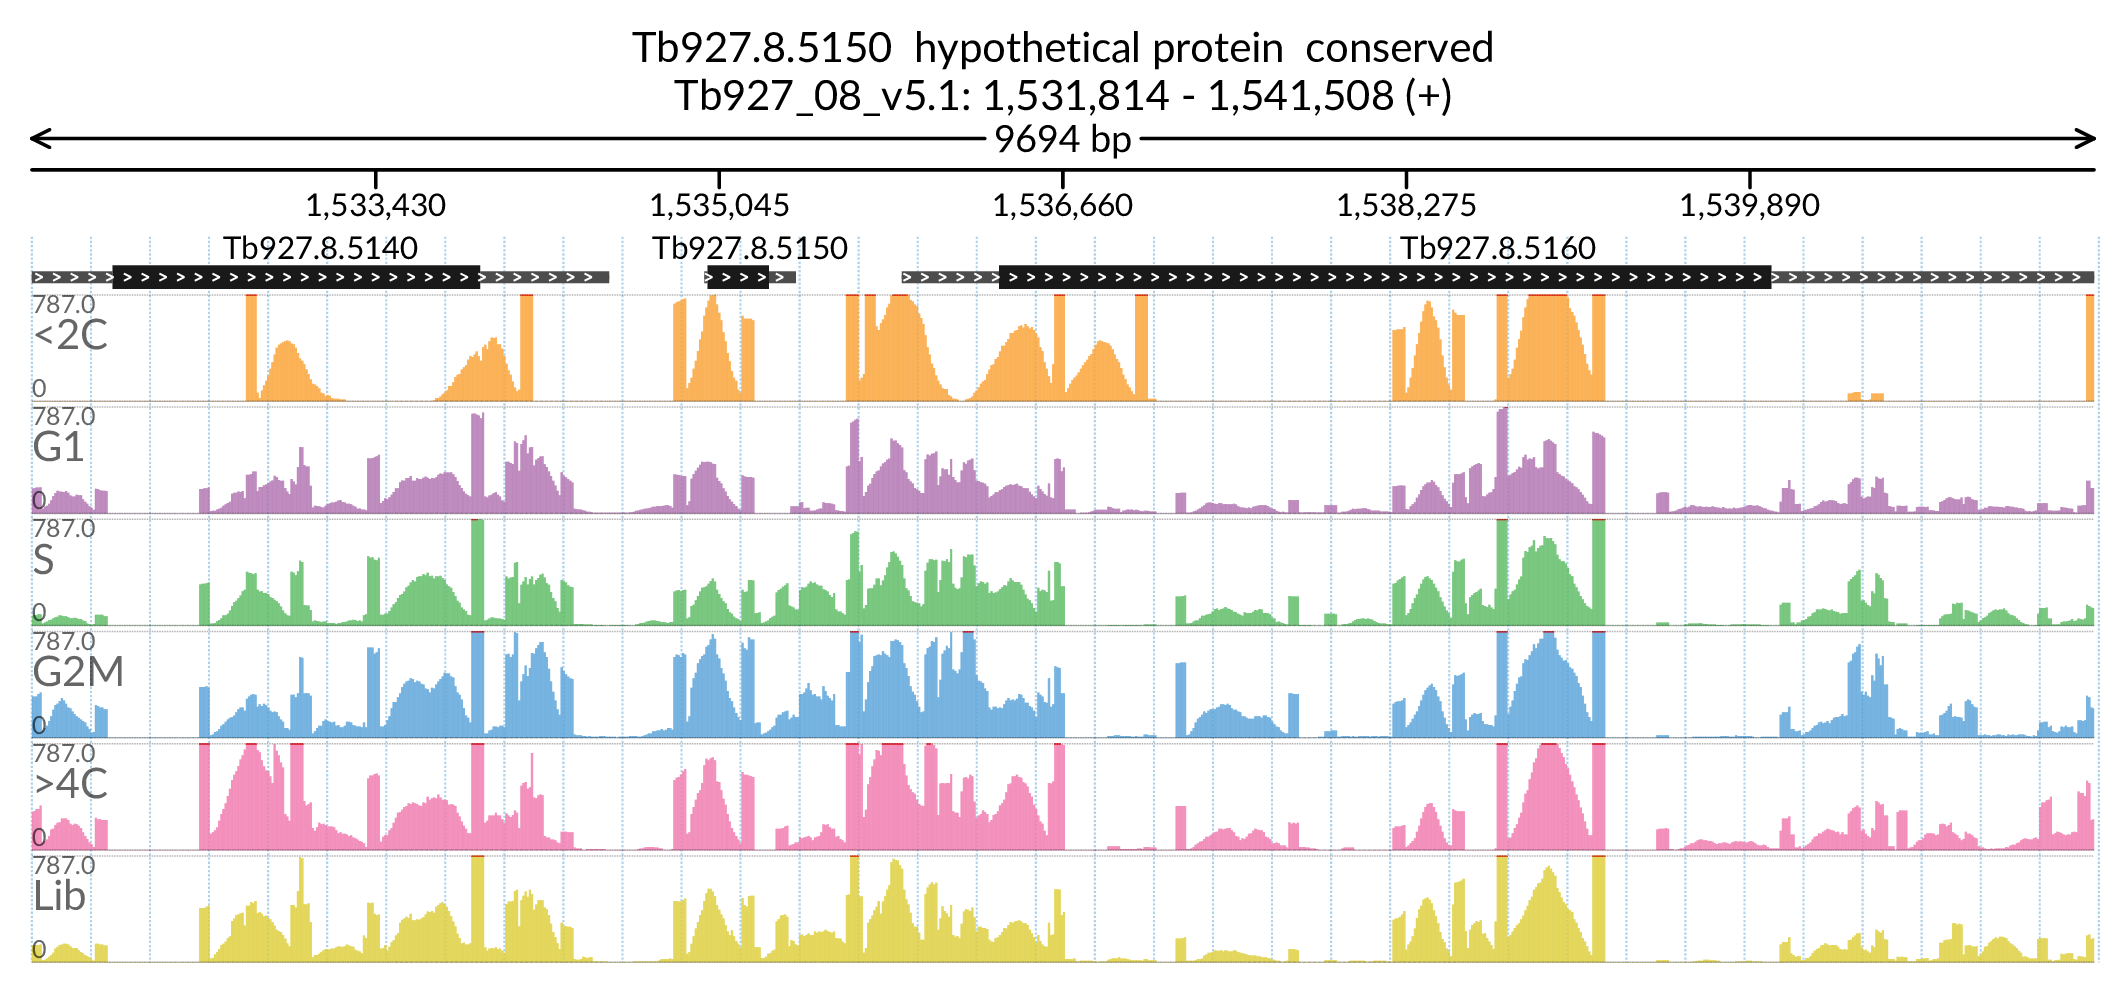 Tb927.8.5150 hypothetical protein conserved
Tb927_08_v5.1: 1,531,814 - 1,541,508 (+)
9694 bp
1,533,430 1,535,045 1,536,660 1,538,275 1,539,890
Tb927.8.5140 Tb927.8.5150 Tb927.8.5160
787.0
<2C
0
787.0
G1
0
787.0
S
0
787.0
G2M
0
787.0
>4C
0
787.0
Lib
0